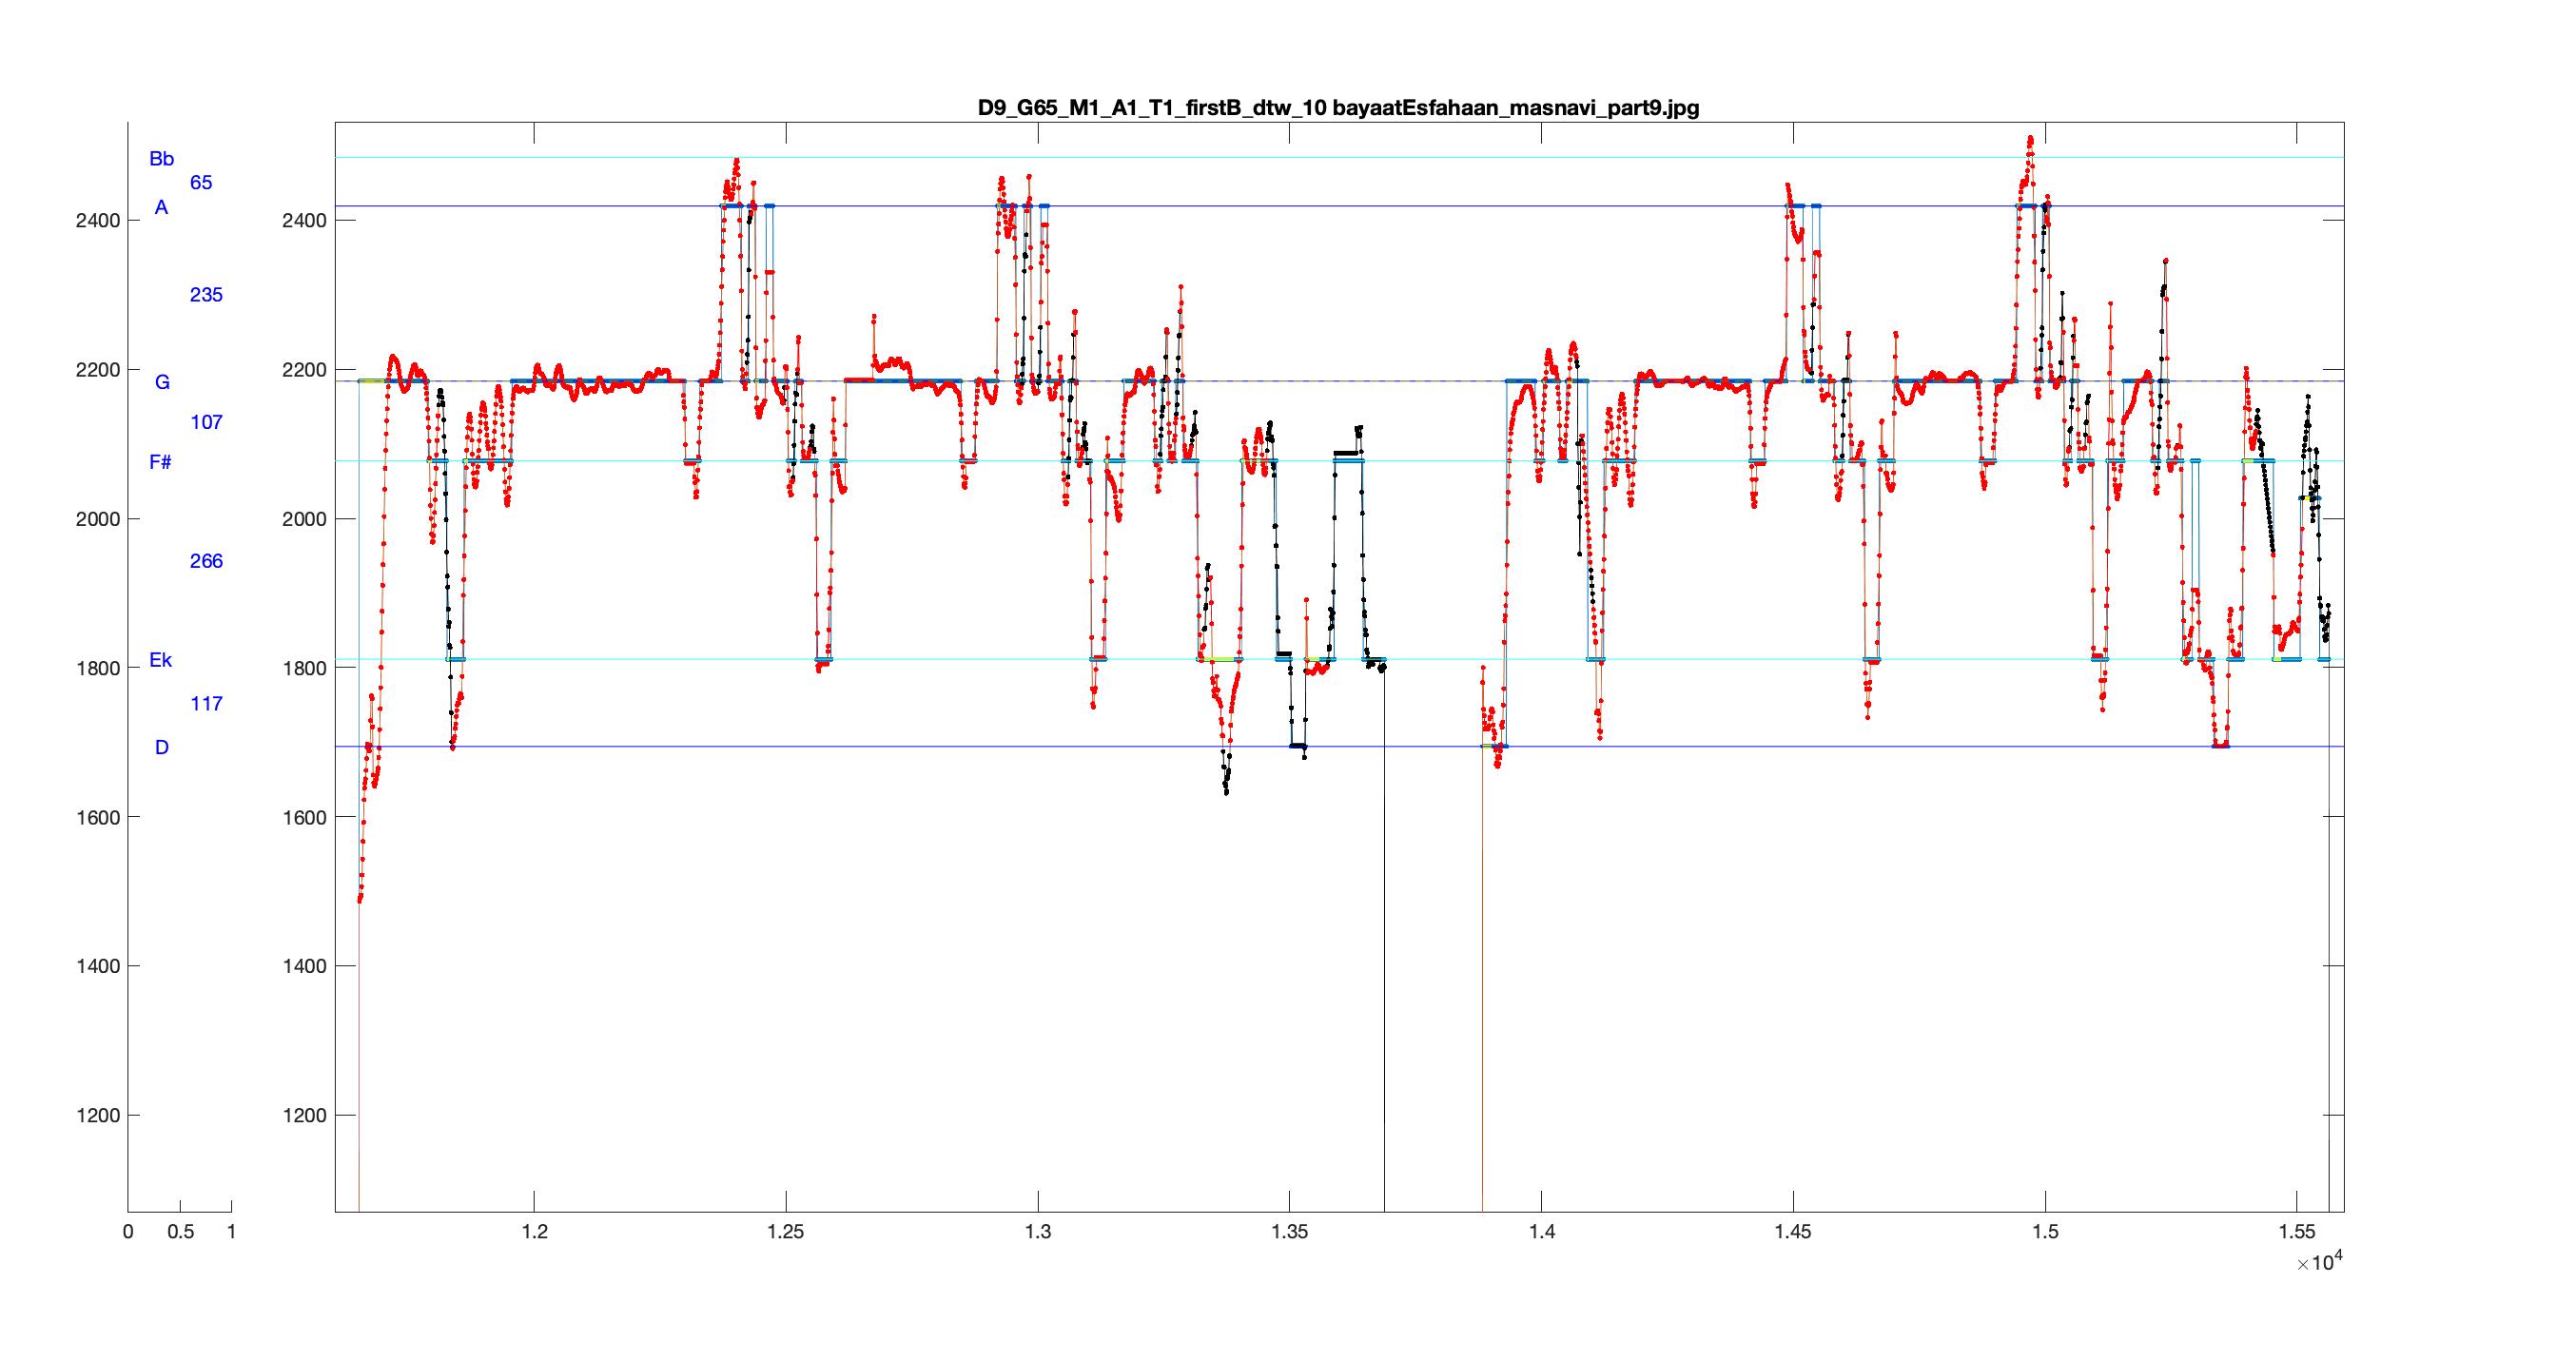 D9_G65_M1_A1_T1_firstB_dtw_10 bayaatEsfahaan_masnavi_part9.jpg
Bb
65
A
2400 2400
235
2200 2200
G
107
F#
2000 2000
266
Ek
1800 1800
117
D
1600 1600
1400 1400
1200 1200
0 0.5 1 1.2 1.25 1.3 1.35 1.4 1.45 1.5 1.55
×10^4